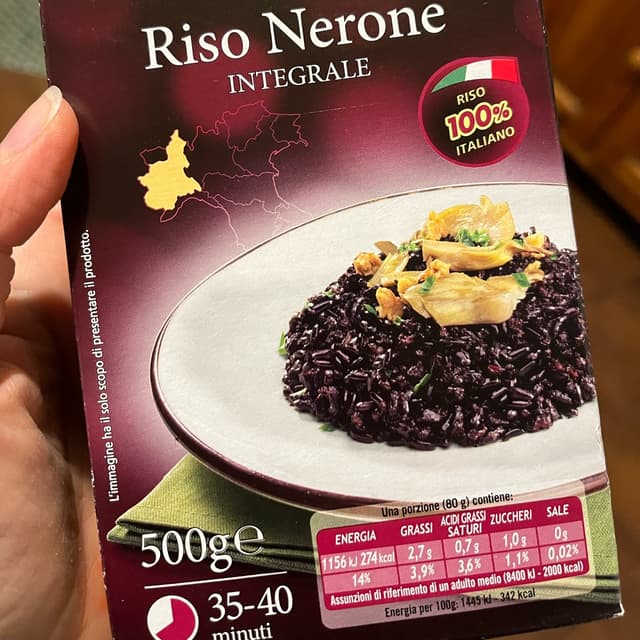 Riso Nerone
INTEGRALE
RISO
100%
ITALIANO
L'immagine ha il solo scopo di presentare il prodotto.
Una porzione (80 g) contiene:
ENERGIA GRASSI ACIDI GRASSI SATURI ZUCCHERI SALE
1156 kJ 274 kcal 2,7 g 0,7 g 1,0 g 0g
14% 3,9% 3,6% 1,1% 0,02%
Assunzioni di riferimento di un adulto medio (8400 kJ - 2000 kcal)
Energia per 100g: 1445 kJ - 342 kcal
500g℮
35-40
minuti